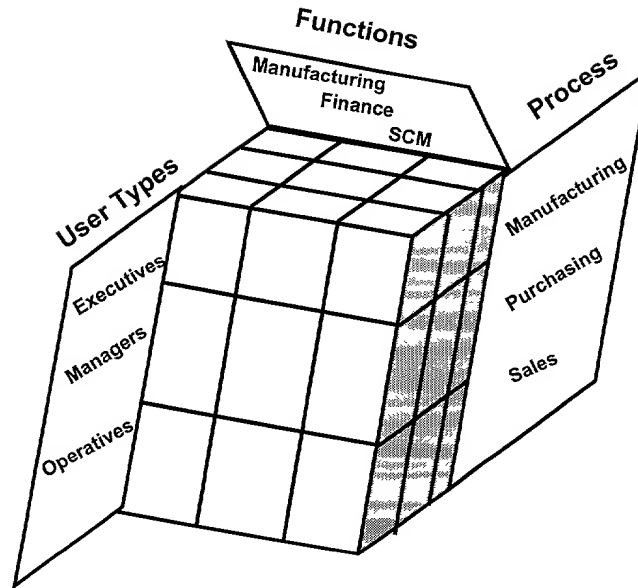 Functions
Manufacturing
Finance
SCM
Process
Manufacturing
Purchasing
Sales
User Types
Executives
Managers
Operatives